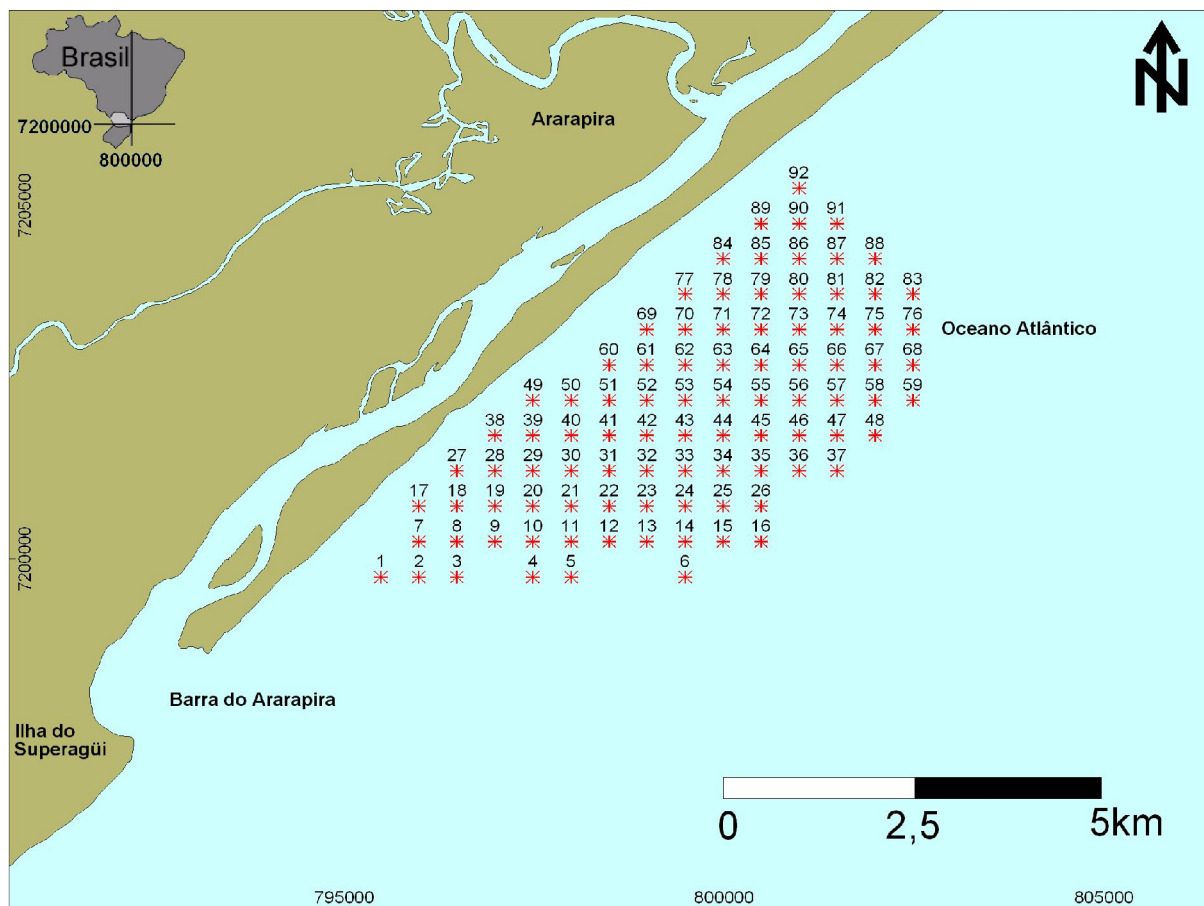 Brasil
7200000
800000
Ararapira
N
7205000
92
89 90 91
84 85 86 87 88
77 78 79 80 81 82 83
69 70 71 72 73 74 75 76
Oceano Atlântico
60 61 62 63 64 65 66 67 68
49 50 51 52 53 54 55 56 57 58 59
38 39 40 41 42 43 44 45 46 47 48
27 28 29 30 31 32 33 34 35 36 37
17 18 19 20 21 22 23 24 25 26
7 8 9 10 11 12 13 14 15 16
7200000
1 2 3 4 5 6
Barra do Ararapira
Ilha do
Superagüi
0 2,5 5km
795000 800000 805000